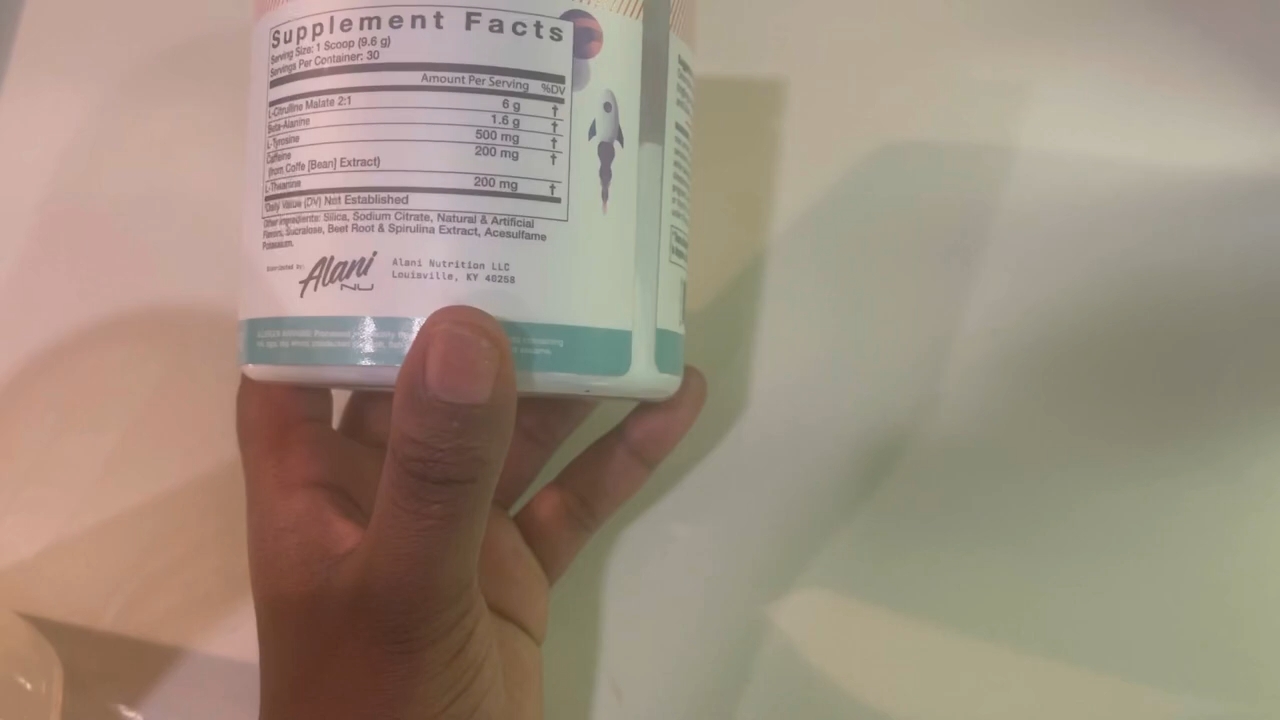 Supplement Facts
Serving Size: 1 Scoop (9.6 g)
Servings Per Container: 30
Amount Per Serving %DV
L-Citrulline Malate 2:1 6 g †
Beta-Alanine 1.6 g †
L-Tyrosine 500 mg †
Caffeine 200 mg †
(from Coffe [Bean] Extract)
L-Theanine 200 mg †
Daily Value (DV) Not Established
Other Ingredients: Silica, Sodium Citrate, Natural & Artificial
Flavors, Sucralose, Beet Root & Spirulina Extract, Acesulfame
Potassium.
Distributed by: Alani NU
Alani Nutrition LLC
Louisville, KY 40258
ALLERGEN WARNING: